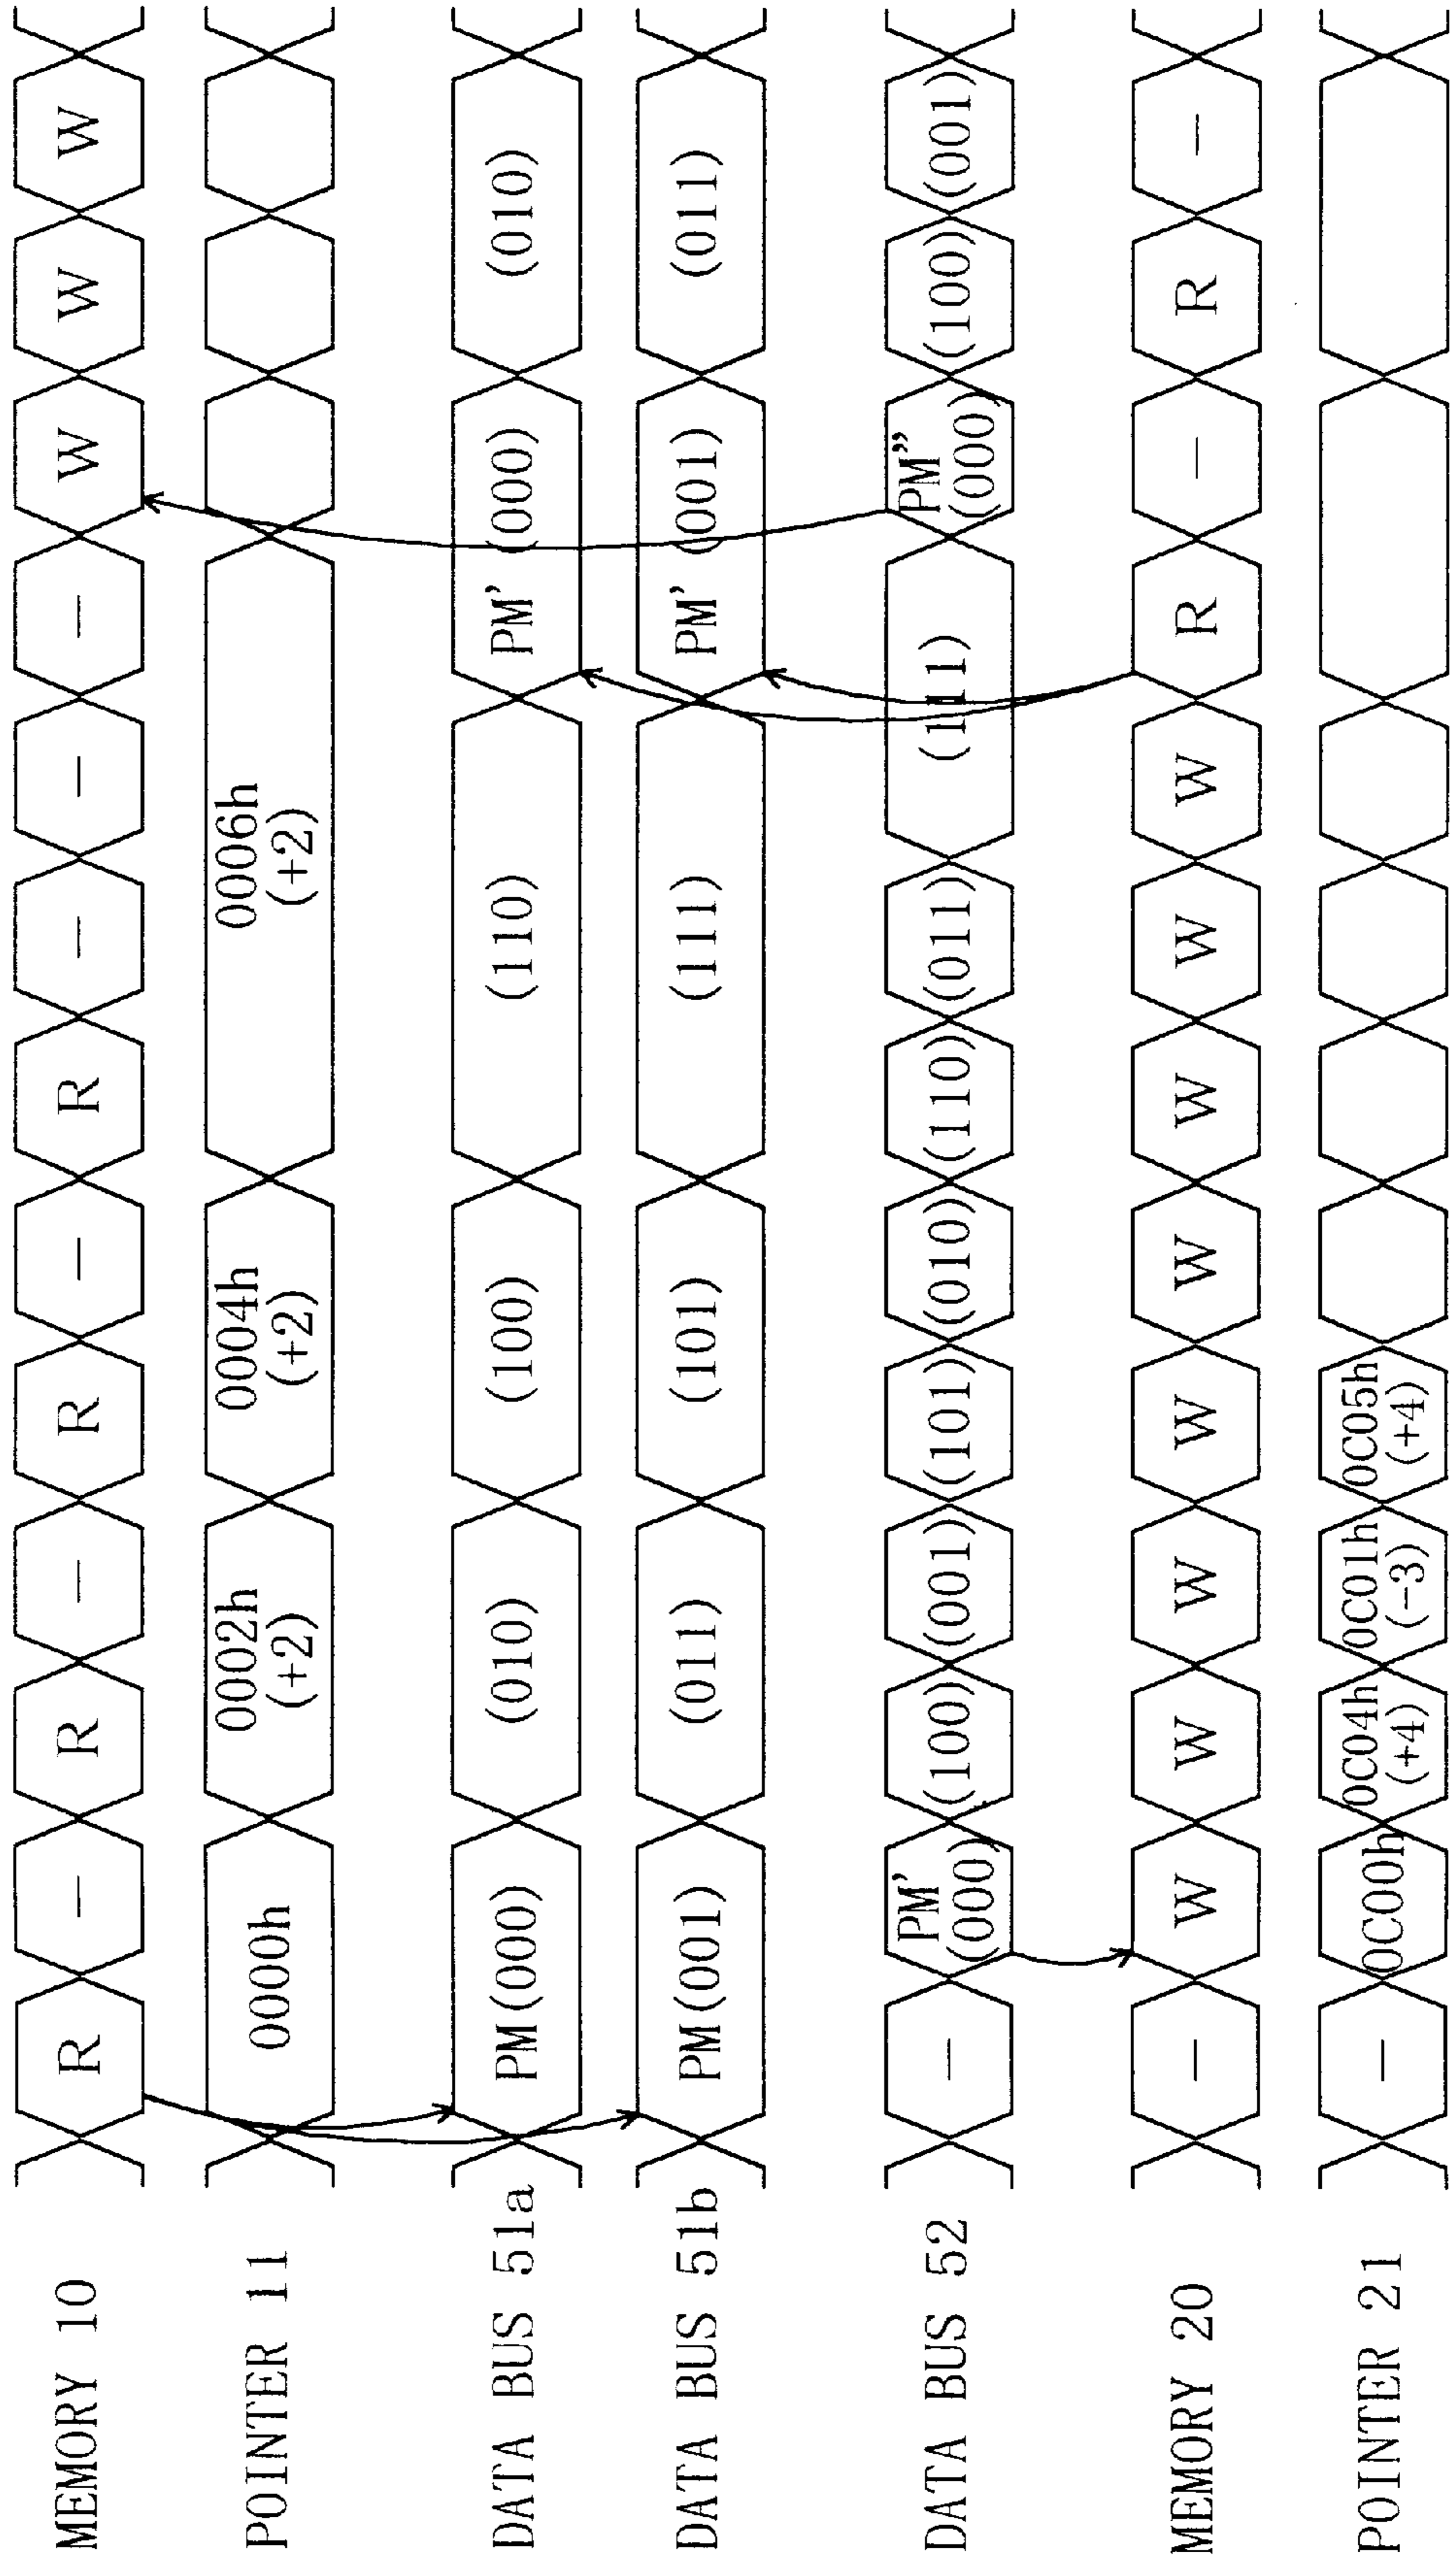 MEMORY 10 R — R — R — R — — — W W W
POINTER 11 0000h 0002h 0004h 0006h
(+2) (+2) (+2)
DATA BUS 51a PM(000) (010) (100) (110) PM' (000) (010)
DATA BUS 51b PM(001) (011) (101) (111) PM' (001) (011)
DATA BUS 52 — PM' (000) (100) (001) (101) (010) (110) (011) (111) PM" (000) (100) (001)
MEMORY 20 — W W W W W W W W R — R —
POINTER 21 — 0C00h 0C04h 0C01h 0C05h
(+4) (-3) (+4)